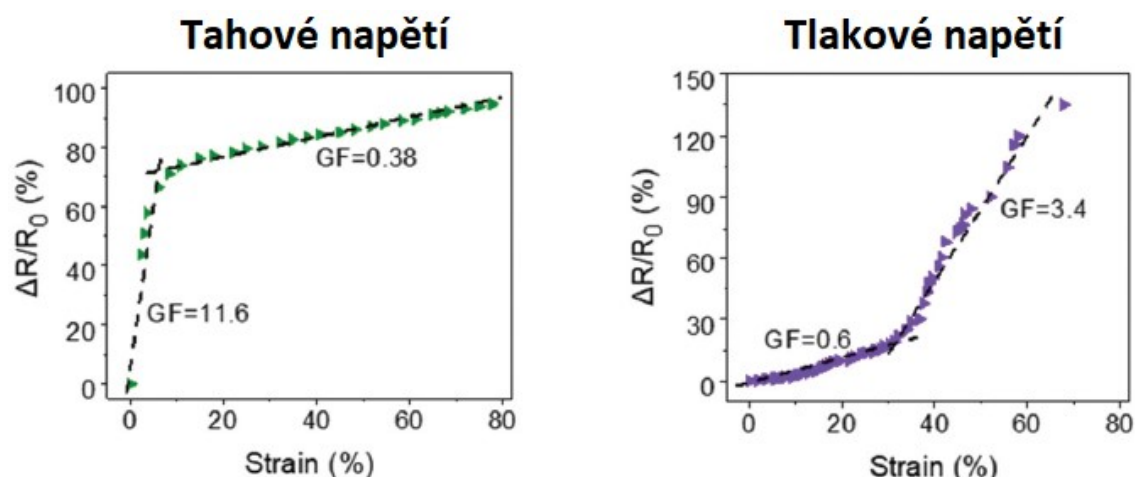 Tahové napětí
100
80
60
40
20
0
ΔR/R0 (%)
GF=0.38
GF=11.6
0 20 40 60 80
Strain (%)
Tlakové napětí
150
120
90
60
30
0
ΔR/R0 (%)
GF=3.4
GF=0.6
0 20 40 60 80
Strain (%)